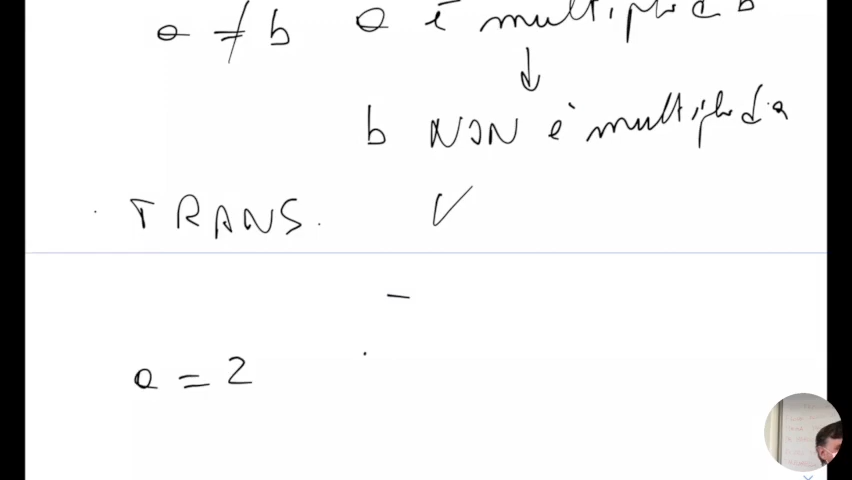 a ≠ b a è multiplo di b
↓
b NON è multiplo di a
. TRANS. ✓
–
a = 2